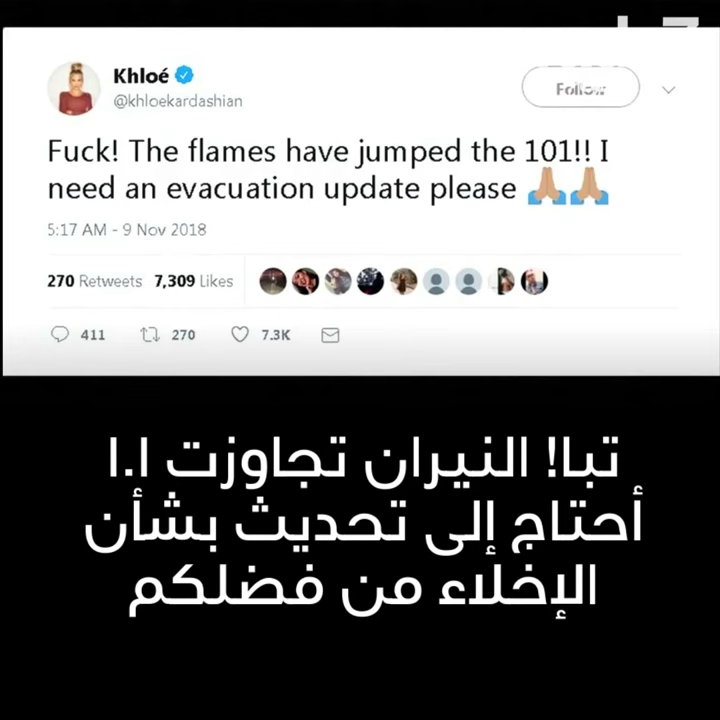 Khloé
@khloekardashian
Follow
Fuck! The flames have jumped the 101!! I
need an evacuation update please 🙏🏽🙏🏽
5:17 AM - 9 Nov 2018
270 Retweets 7,309 Likes
411 270 7.3K
تبا! النيران تجاوزت ١.١
أحتاج إلى تحديث بشأن
الإخلاء من فضلكم